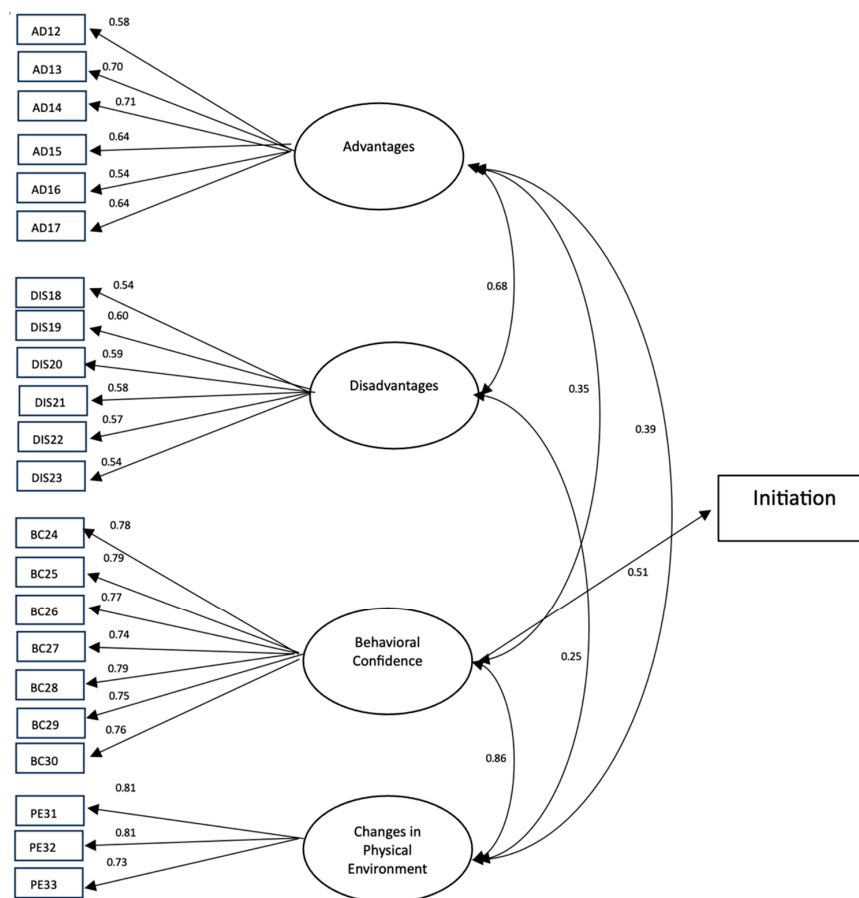 AD12
0.58
AD13
0.70
AD14
0.71
AD15
0.64
AD16
0.54
AD17
0.64
Advantages
DIS18
0.54
DIS19
0.60
DIS20
0.59
DIS21
0.58
DIS22
0.57
DIS23
0.54
Disadvantages
0.68
0.35
0.39
Initiation
BC24
0.78
BC25
0.79
BC26
0.77
BC27
0.74
BC28
0.79
BC29
0.75
BC30
0.76
Behavioral
Confidence
0.51
0.25
0.86
PE31
0.81
PE32
0.81
PE33
0.73
Changes in
Physical
Environment